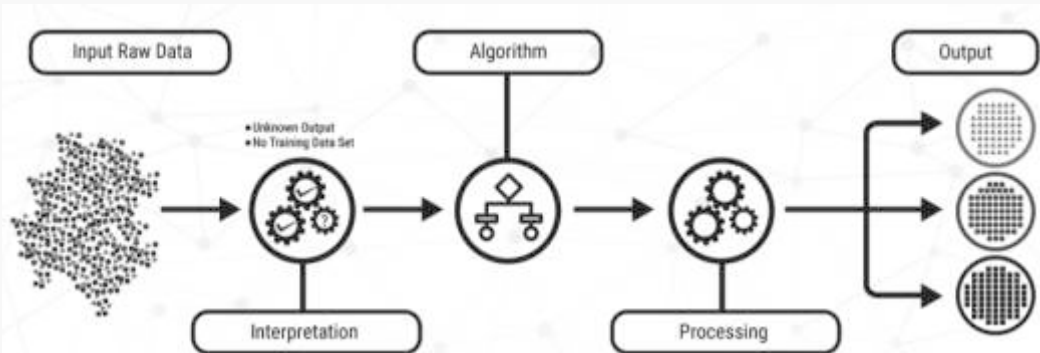 Input Raw Data
Algorithm
Output
• Unknown Output
• No Training Data Set
?
Interpretation
Processing